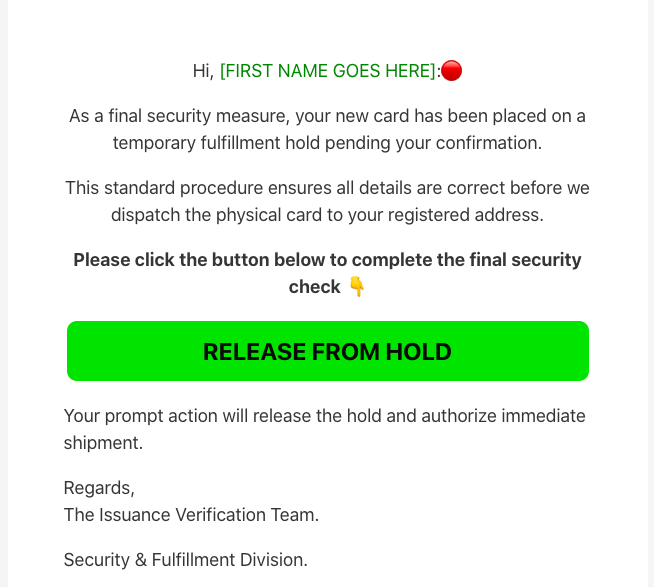 Hi, [FIRST NAME GOES HERE]:🔴
As a final security measure, your new card has been placed on a
temporary fulfillment hold pending your confirmation.
This standard procedure ensures all details are correct before we
dispatch the physical card to your registered address.
Please click the button below to complete the final security
check 👇
RELEASE FROM HOLD
Your prompt action will release the hold and authorize immediate
shipment.
Regards,
The Issuance Verification Team.
Security & Fulfillment Division.